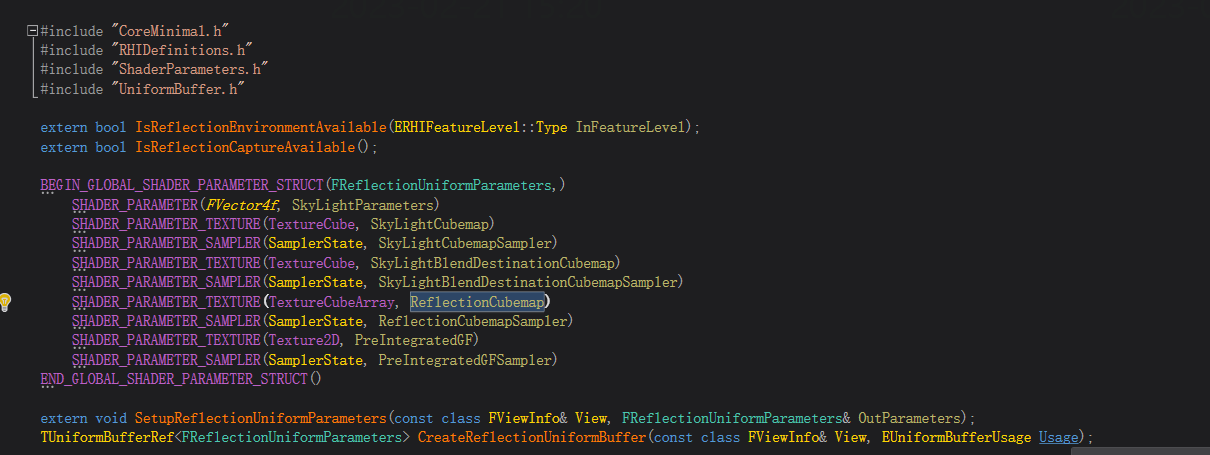 #include "CoreMinimal.h"
#include "RHIDefinitions.h"
#include "ShaderParameters.h"
#include "UniformBuffer.h"
extern bool IsReflectionEnvironmentAvailable(ERHIFeatureLevel::Type InFeatureLevel);
extern bool IsReflectionCaptureAvailable();
BEGIN_GLOBAL_SHADER_PARAMETER_STRUCT(FReflectionUniformParameters,)
SHADER_PARAMETER(FVector4f, SkyLightParameters)
SHADER_PARAMETER_TEXTURE(TextureCube, SkyLightCubemap)
SHADER_PARAMETER_SAMPLER(SamplerState, SkyLightCubemapSampler)
SHADER_PARAMETER_TEXTURE(TextureCube, SkyLightBlendDestinationCubemap)
SHADER_PARAMETER_SAMPLER(SamplerState, SkyLightBlendDestinationCubemapSampler)
SHADER_PARAMETER_TEXTURE(TextureCubeArray, ReflectionCubemap)
SHADER_PARAMETER_SAMPLER(SamplerState, ReflectionCubemapSampler)
SHADER_PARAMETER_TEXTURE(Texture2D, PreIntegratedGF)
SHADER_PARAMETER_SAMPLER(SamplerState, PreIntegratedGFSampler)
END_GLOBAL_SHADER_PARAMETER_STRUCT()
extern void SetupReflectionUniformParameters(const class FViewInfo& View, FReflectionUniformParameters& OutParameters);
TUniformBufferRef<FReflectionUniformParameters> CreateReflectionUniformBuffer(const class FViewInfo& View, EUniformBufferUsage Usage);